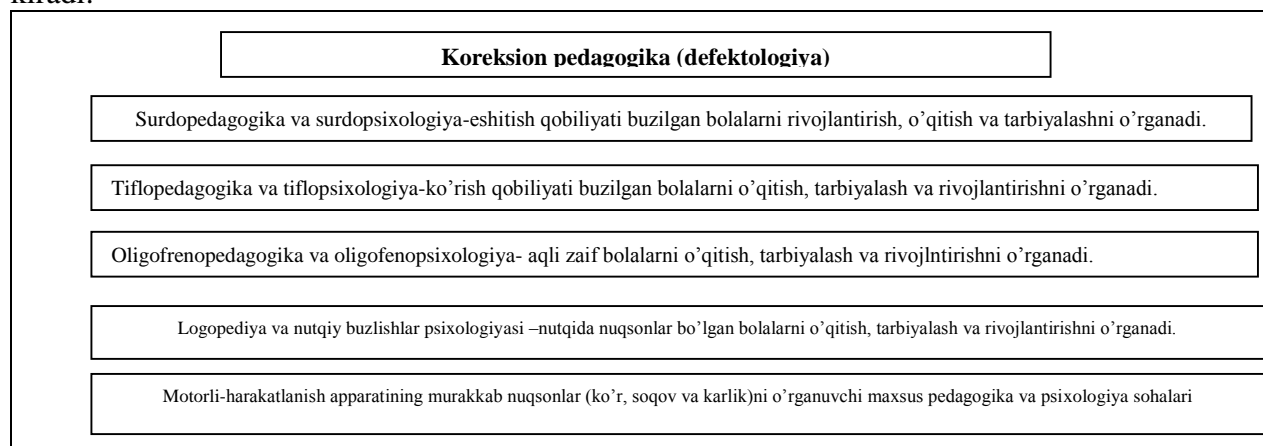 Koreksion pedagogika (defektologiya)
Surdopedagogika va surdopsixologiya-eshitish qobiliyati buzilgan bolalarni rivojlantirish, o’qitish va tarbiyalashni o’rganadi.
Tiflopedagogika va tiflopsixologiya-ko’rish qobiliyati buzilgan bolalarni o’qitish, tarbiyalash va rivojlantirishni o’rganadi.
Oligofrenopedagogika va oligofenopsixologiya- aqli zaif bolalarni o’qitish, tarbiyalash va rivojlntirishni o’rganadi.
Logopediya va nutqiy buzlishlar psixologiyasi –nutqida nuqsonlar bo’lgan bolalarni o’qitish, tarbiyalash va rivojlantirishni o’rganadi.
Motorli-harakatlanish apparatining murakkab nuqsonlar (ko’r, soqov va karlik)ni o’rganuvchi maxsus pedagogika va psixologiya sohalari